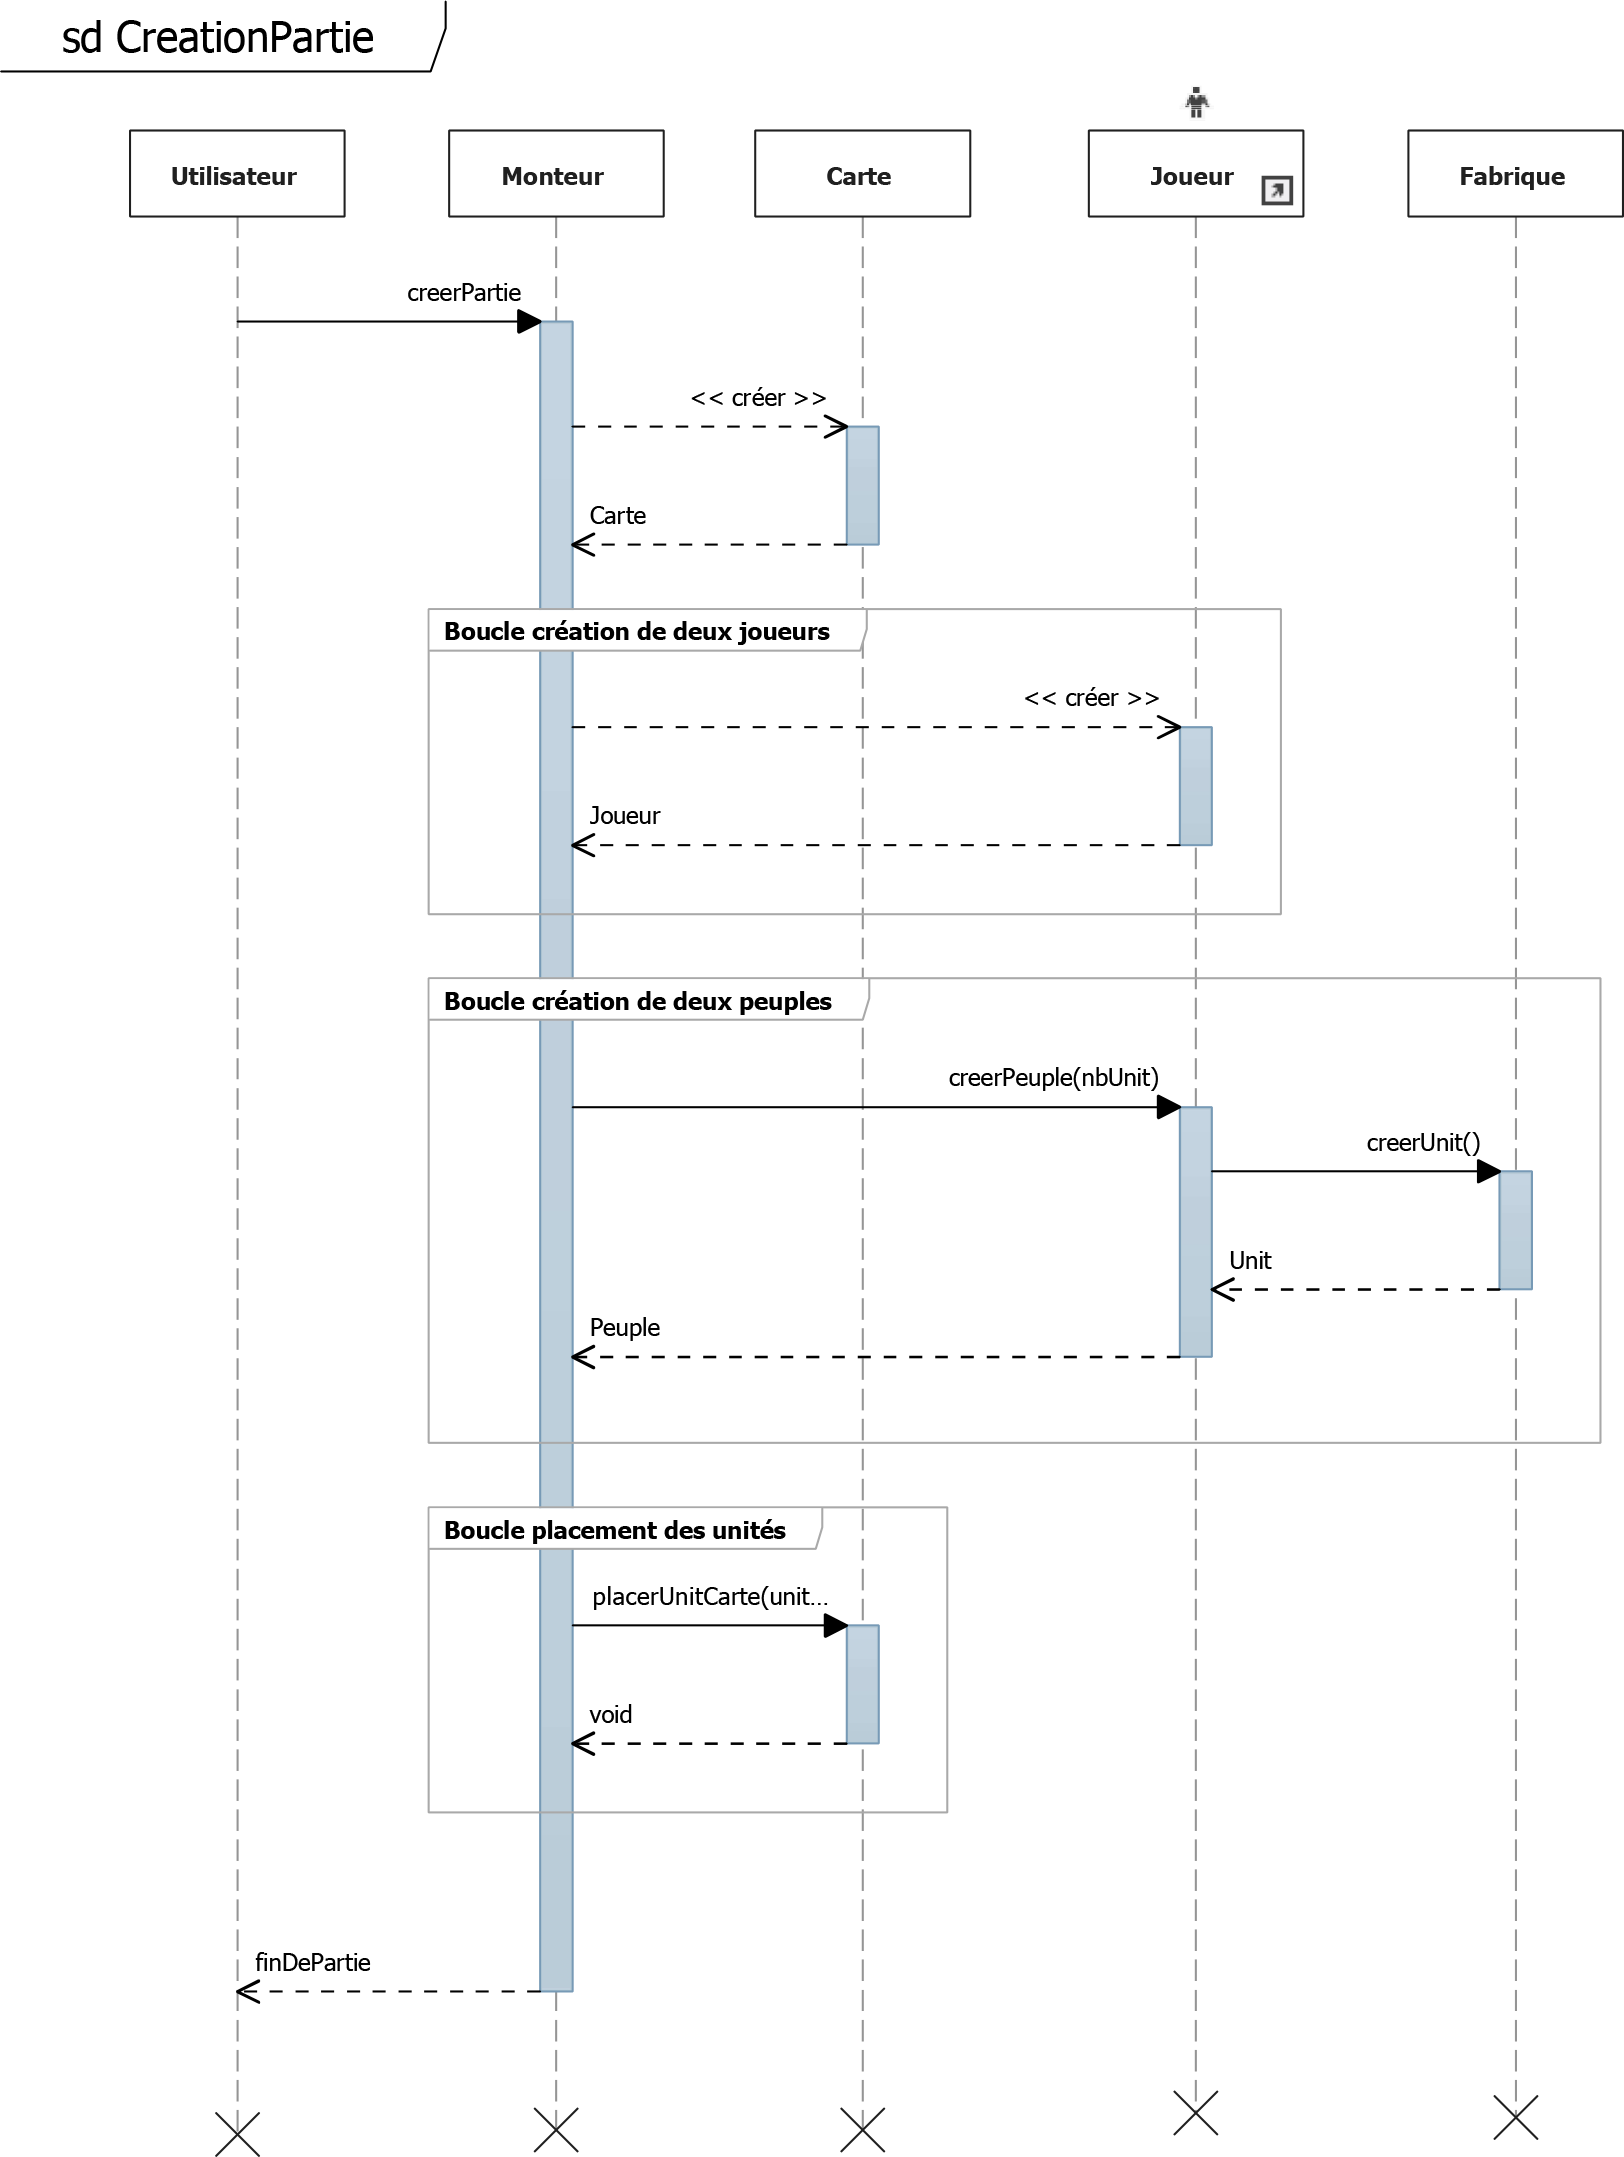 sd CreationPartie
Utilisateur
Monteur
Carte
Joueur
Fabrique
creerPartie
<< créer >>
Carte
Boucle création de deux joueurs
<< créer >>
Joueur
Boucle création de deux peuples
creerPeuple(nbUnit)
creerUnit()
Unit
Peuple
Boucle placement des unités
placerUnitCarte(unit...
void
finDePartie